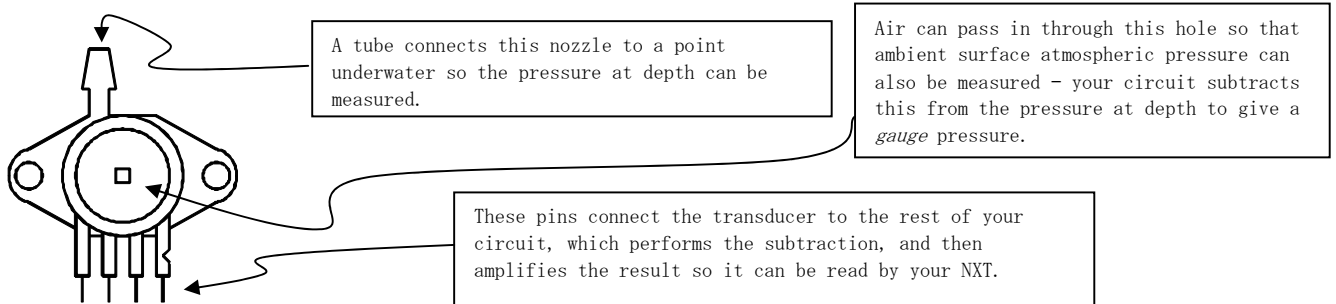 A tube connects this nozzle to a point
underwater so the pressure at depth can be
measured.
Air can pass in through this hole so that
ambient surface atmospheric pressure can
also be measured – your circuit subtracts
this from the pressure at depth to give a
gauge pressure.
These pins connect the transducer to the rest of your
circuit, which performs the subtraction, and then
amplifies the result so it can be read by your NXT.